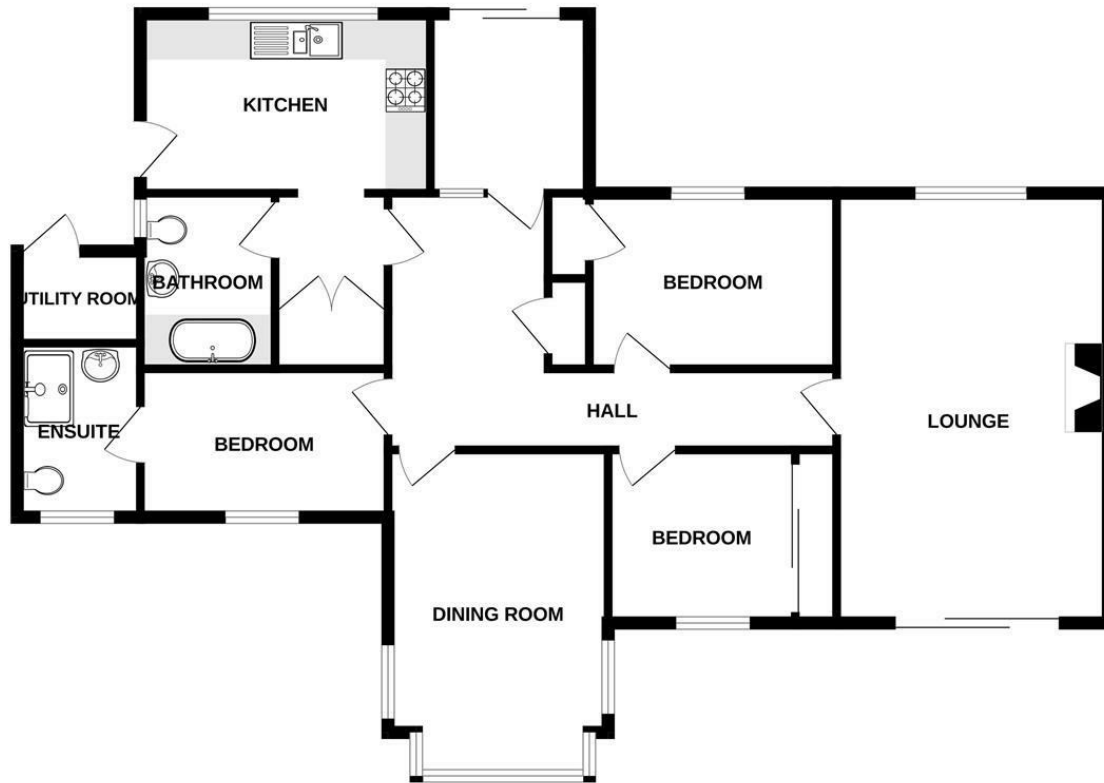 KITCHEN
BATHROOM
BEDROOM
UTILITY ROOM
HALL
LOUNGE
ENSUITE
BEDROOM
BEDROOM
DINING ROOM